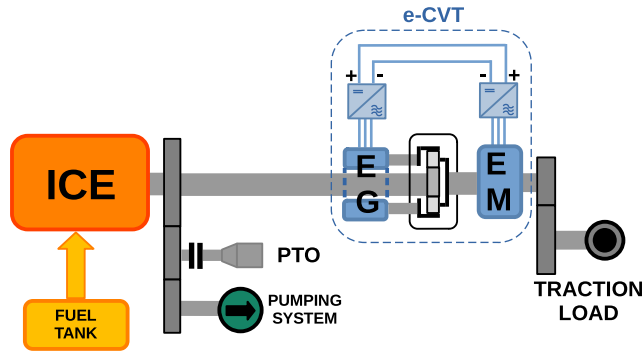 e-CVT
+ - - +
ICE
E
G
E
M
PTO
FUEL
TANK
PUMPING
SYSTEM
TRACTION
LOAD